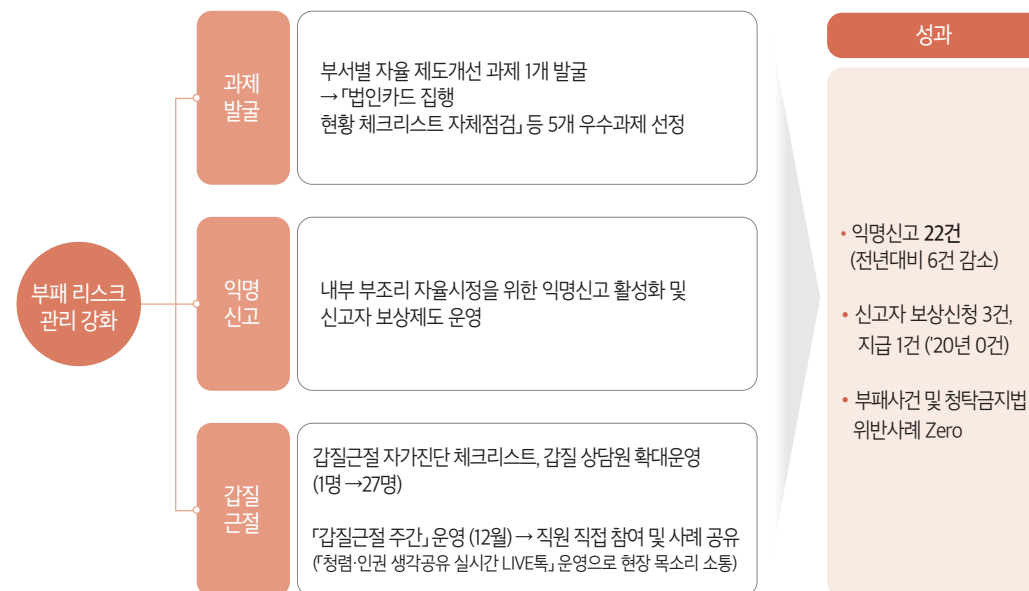 부패 리스크
관리 강화
과제
발굴
부서별 자율 제도개선 과제 1개 발굴
→ 「법인카드 집행
현황 체크리스트 자체점검」 등 5개 우수과제 선정
익명
신고
내부 부조리 자율시정을 위한 익명신고 활성화 및
신고자 보상제도 운영
갑질
근절
갑질근절 자가진단 체크리스트, 갑질 상담원 확대운영
(1명 →27명)
「갑질근절 주간」 운영 (12월) → 직원 직접 참여 및 사례 공유
(「청렴·인권 생각공유 실시간 LIVE톡」 운영으로 현장 목소리 소통)
성과
• 익명신고 22건
(전년대비 6건 감소)
• 신고자 보상신청 3건,
지급 1건 (’20년 0건)
• 부패사건 및 청탁금지법
위반사례 Zero